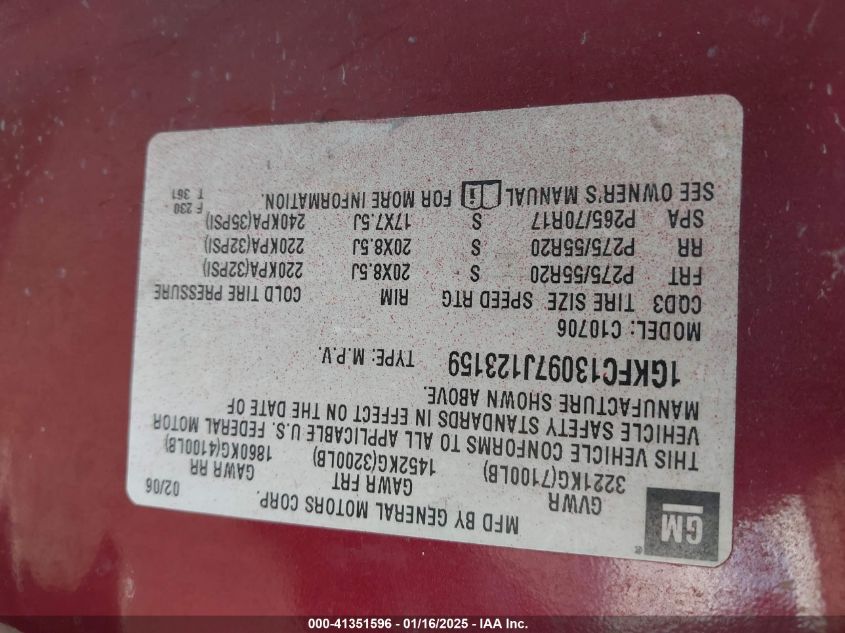 GM
MFD BY GENERAL MOTORS CORP. 02/06
GVWR GAWR FRT GAWR RR
3221KG(7100LB) 1452KG(3200LB) 1860KG(4100LB)
THIS VEHICLE CONFORMS TO ALL APPLICABLE U.S. FEDERAL MOTOR
VEHICLE SAFETY STANDARDS IN EFFECT ON THE DATE OF
MANUFACTURE SHOWN ABOVE.
1GKFC13097J123159 TYPE: M.P.V.
MODEL: C10706
CQD3 TIRE SIZE SPEED RTG RIM COLD TIRE PRESSURE
FRT P275/55R20 S 20X8.5J 220KPA(32PSI)
RR P275/55R20 S 20X8.5J 220KPA(32PSI)
SPA P265/70R17 S 17X7.5J 240KPA(35PSI)
SEE OWNER'S MANUAL FOR MORE INFORMATION.
F 230
T 361
000-41351596 - 01/16/2025 - IAA Inc.